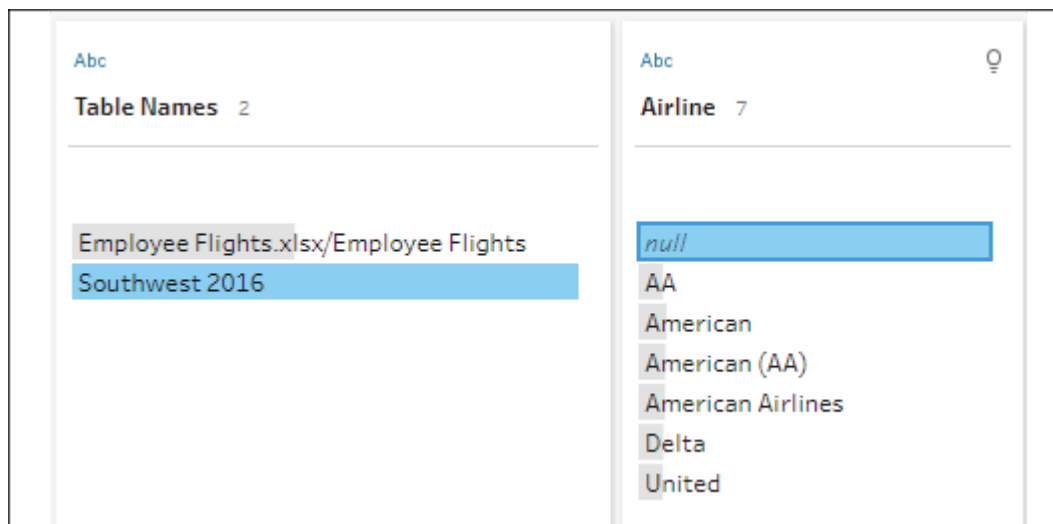 Abc
Table Names 2
Employee Flights.xlsx/Employee Flights
Southwest 2016
Abc
Airline 7
null
AA
American
American (AA)
American Airlines
Delta
United